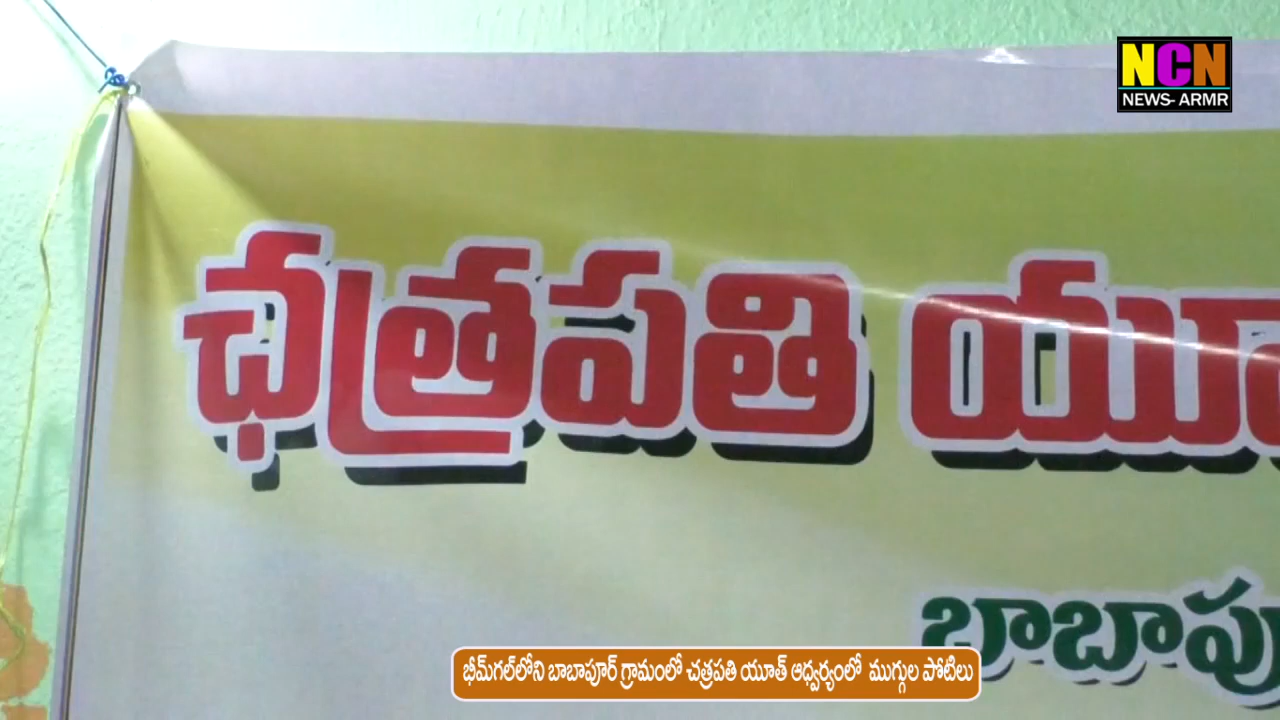 NCN
NEWS- ARMR
ఛత్రపతి యూ
బాబాపూ
భీమ్‌గల్‌లోని బాబాపూర్ గ్రామంలో చత్రపతి యూత్ ఆధ్వర్యంలో ముగ్గుల పోటీలు